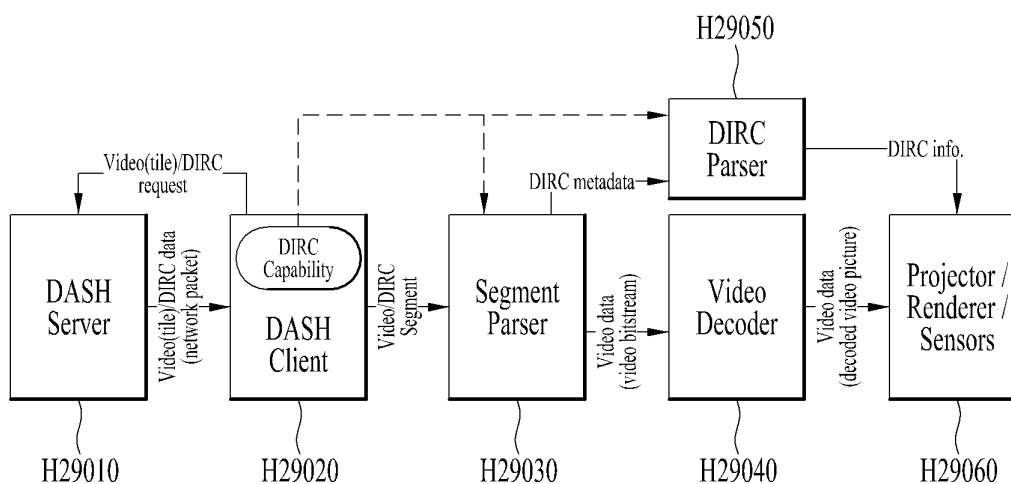 H29050
DIRC
Parser
Video(tile)/DIRC
request
DIRC metadata
DIRC info.
DASH
Server
Video(tile)/DIRC data
(network packet)
DIRC
Capability
DASH
Client
Video/DIRC
Segment
Segment
Parser
Video data
(video bitstream)
Video
Decoder
Video data
(decoded video picture)
Projector /
Renderer /
Sensors
H29010
H29020
H29030
H29040
H29060